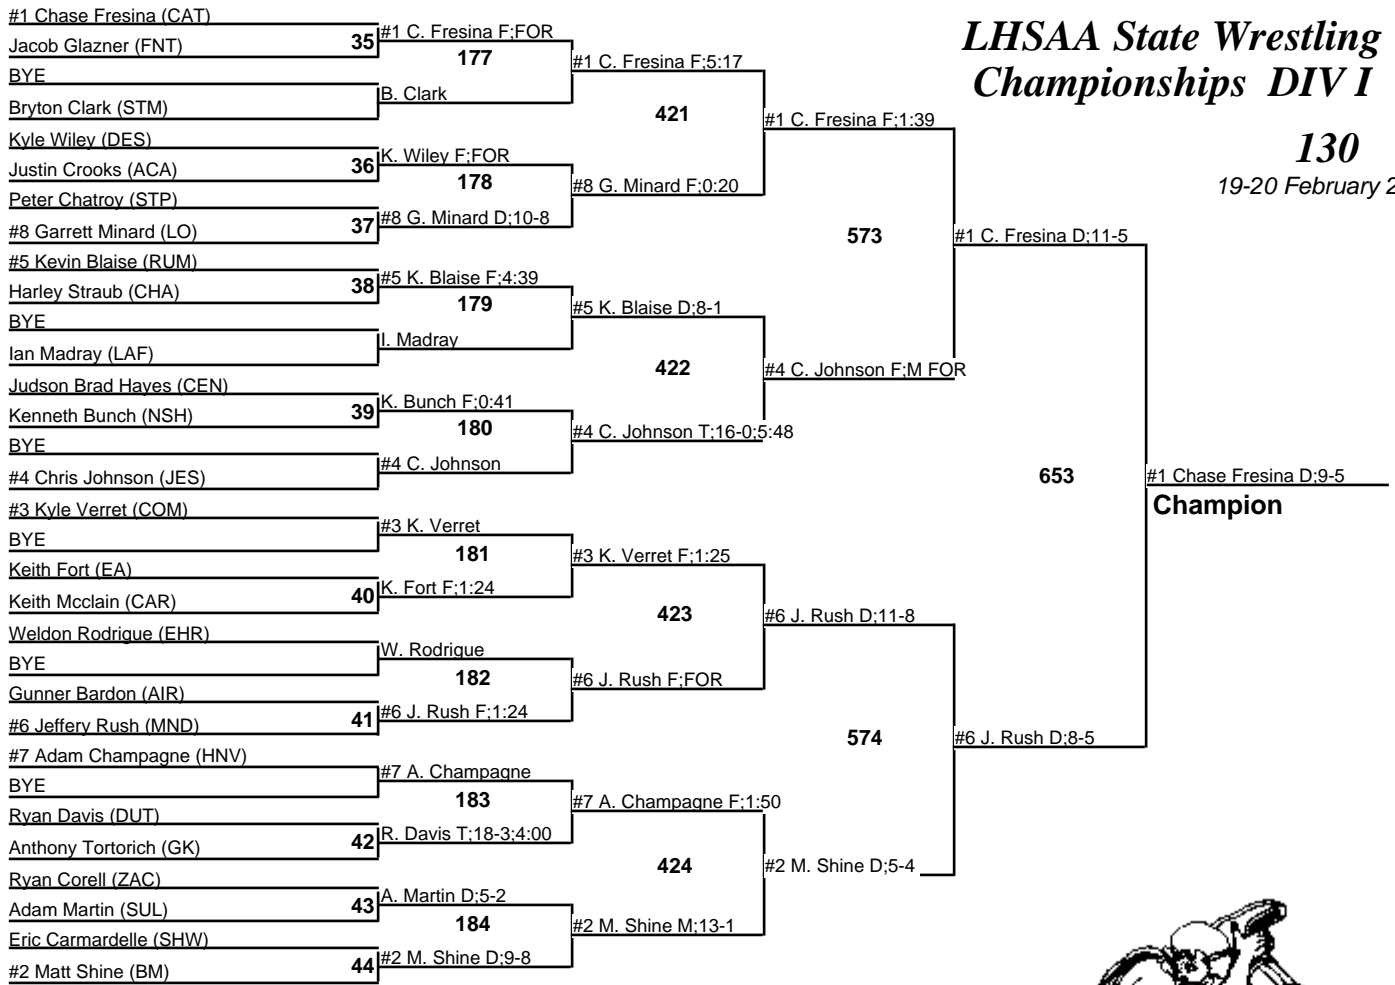 LHSAA State Wrestling
Championships DIV I
130
19-20 February 2
#1 Chase Fresina (CAT)
Jacob Glazner (FNT)
BYE
Bryton Clark (STM)
Kyle Wiley (DES)
Justin Crooks (ACA)
Peter Chatroy (STP)
#8 Garrett Minard (LO)
#5 Kevin Blaise (RUM)
Harley Straub (CHA)
BYE
Ian Madray (LAF)
Judson Brad Hayes (CEN)
Kenneth Bunch (NSH)
BYE
#4 Chris Johnson (JES)
#3 Kyle Verret (COM)
BYE
Keith Fort (EA)
Keith Mcclain (CAR)
Weldon Rodrigue (EHR)
BYE
Gunner Bardon (AIR)
#6 Jeffery Rush (MND)
#7 Adam Champagne (HNV)
BYE
Ryan Davis (DUT)
Anthony Tortorich (GK)
Ryan Corell (ZAC)
Adam Martin (SUL)
Eric Carmardelle (SHW)
#2 Matt Shine (BM)
35
36
37
38
39
40
41
42
43
44
#1 C. Fresina F;FOR
177
B. Clark
K. Wiley F;FOR
178
#8 G. Minard D;10-8
#5 K. Blaise F;4:39
179
I. Madray
K. Bunch F;0:41
180
#4 C. Johnson
#3 K. Verret
181
K. Fort F;1:24
W. Rodrigue
182
#6 J. Rush F;1:24
#7 A. Champagne
183
R. Davis T;18-3;4:00
A. Martin D;5-2
184
#2 M. Shine D;9-8
#1 C. Fresina F;5:17
421
#8 G. Minard F;0:20
#5 K. Blaise D;8-1
422
#4 C. Johnson T;16-0;5:48
#3 K. Verret F;1:25
423
#6 J. Rush F;FOR
#7 A. Champagne F;1:50
424
#2 M. Shine M;13-1
#1 C. Fresina F;1:39
573
#4 C. Johnson F;M FOR
#6 J. Rush D;11-8
574
#2 M. Shine D;5-4
#1 C. Fresina D;11-5
653
#6 J. Rush D;8-5
#1 Chase Fresina D;9-5
Champion